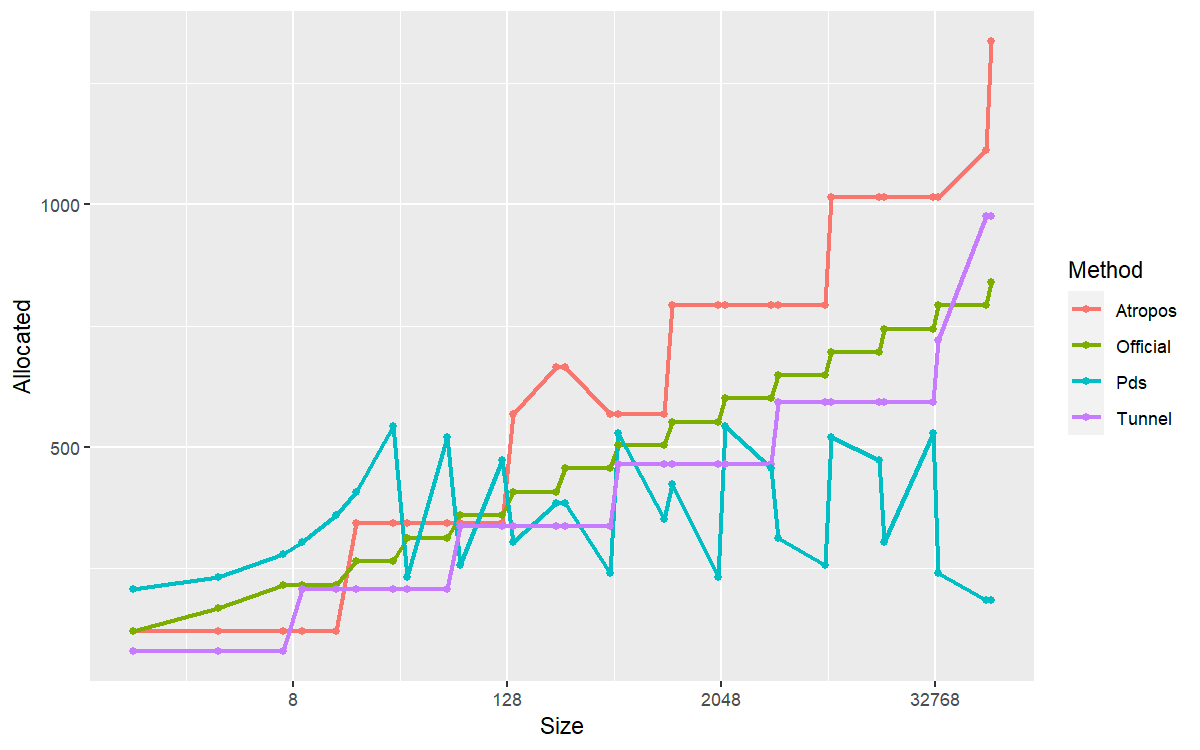 1000
500
Allocated
8
128
2048
32768
Size
Method
Atropos
Official
Pds
Tunnel